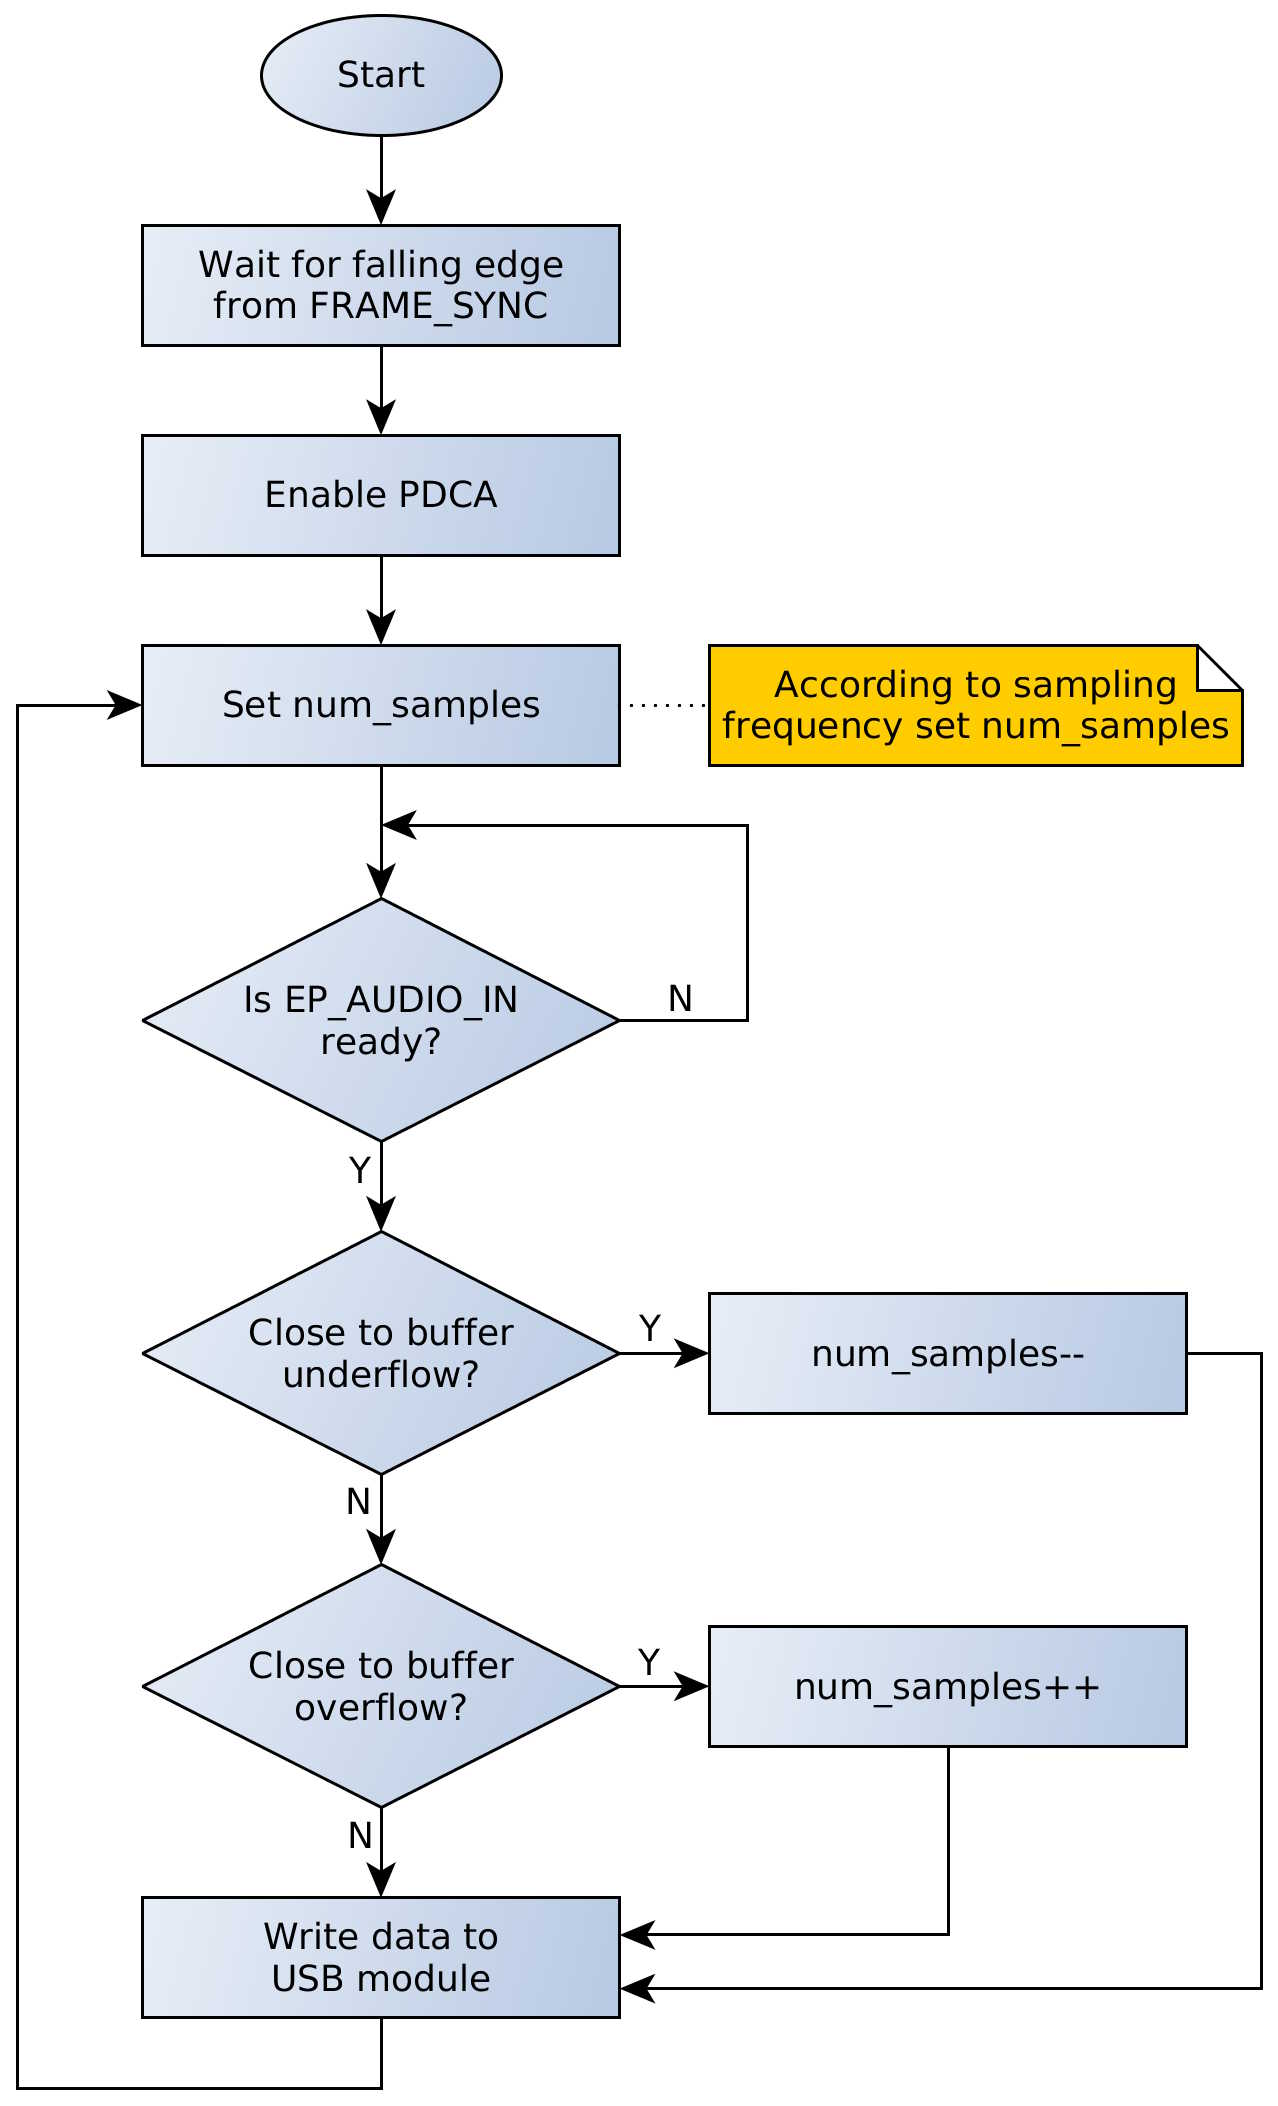 Start
Wait for falling edge
from FRAME_SYNC
Enable PDCA
Set num_samples
According to sampling
frequency set num_samples
Is EP_AUDIO_IN
ready?
N
Y
Close to buffer
underflow?
Y
num_samples--
N
Close to buffer
overflow?
Y
num_samples++
N
Write data to
USB module